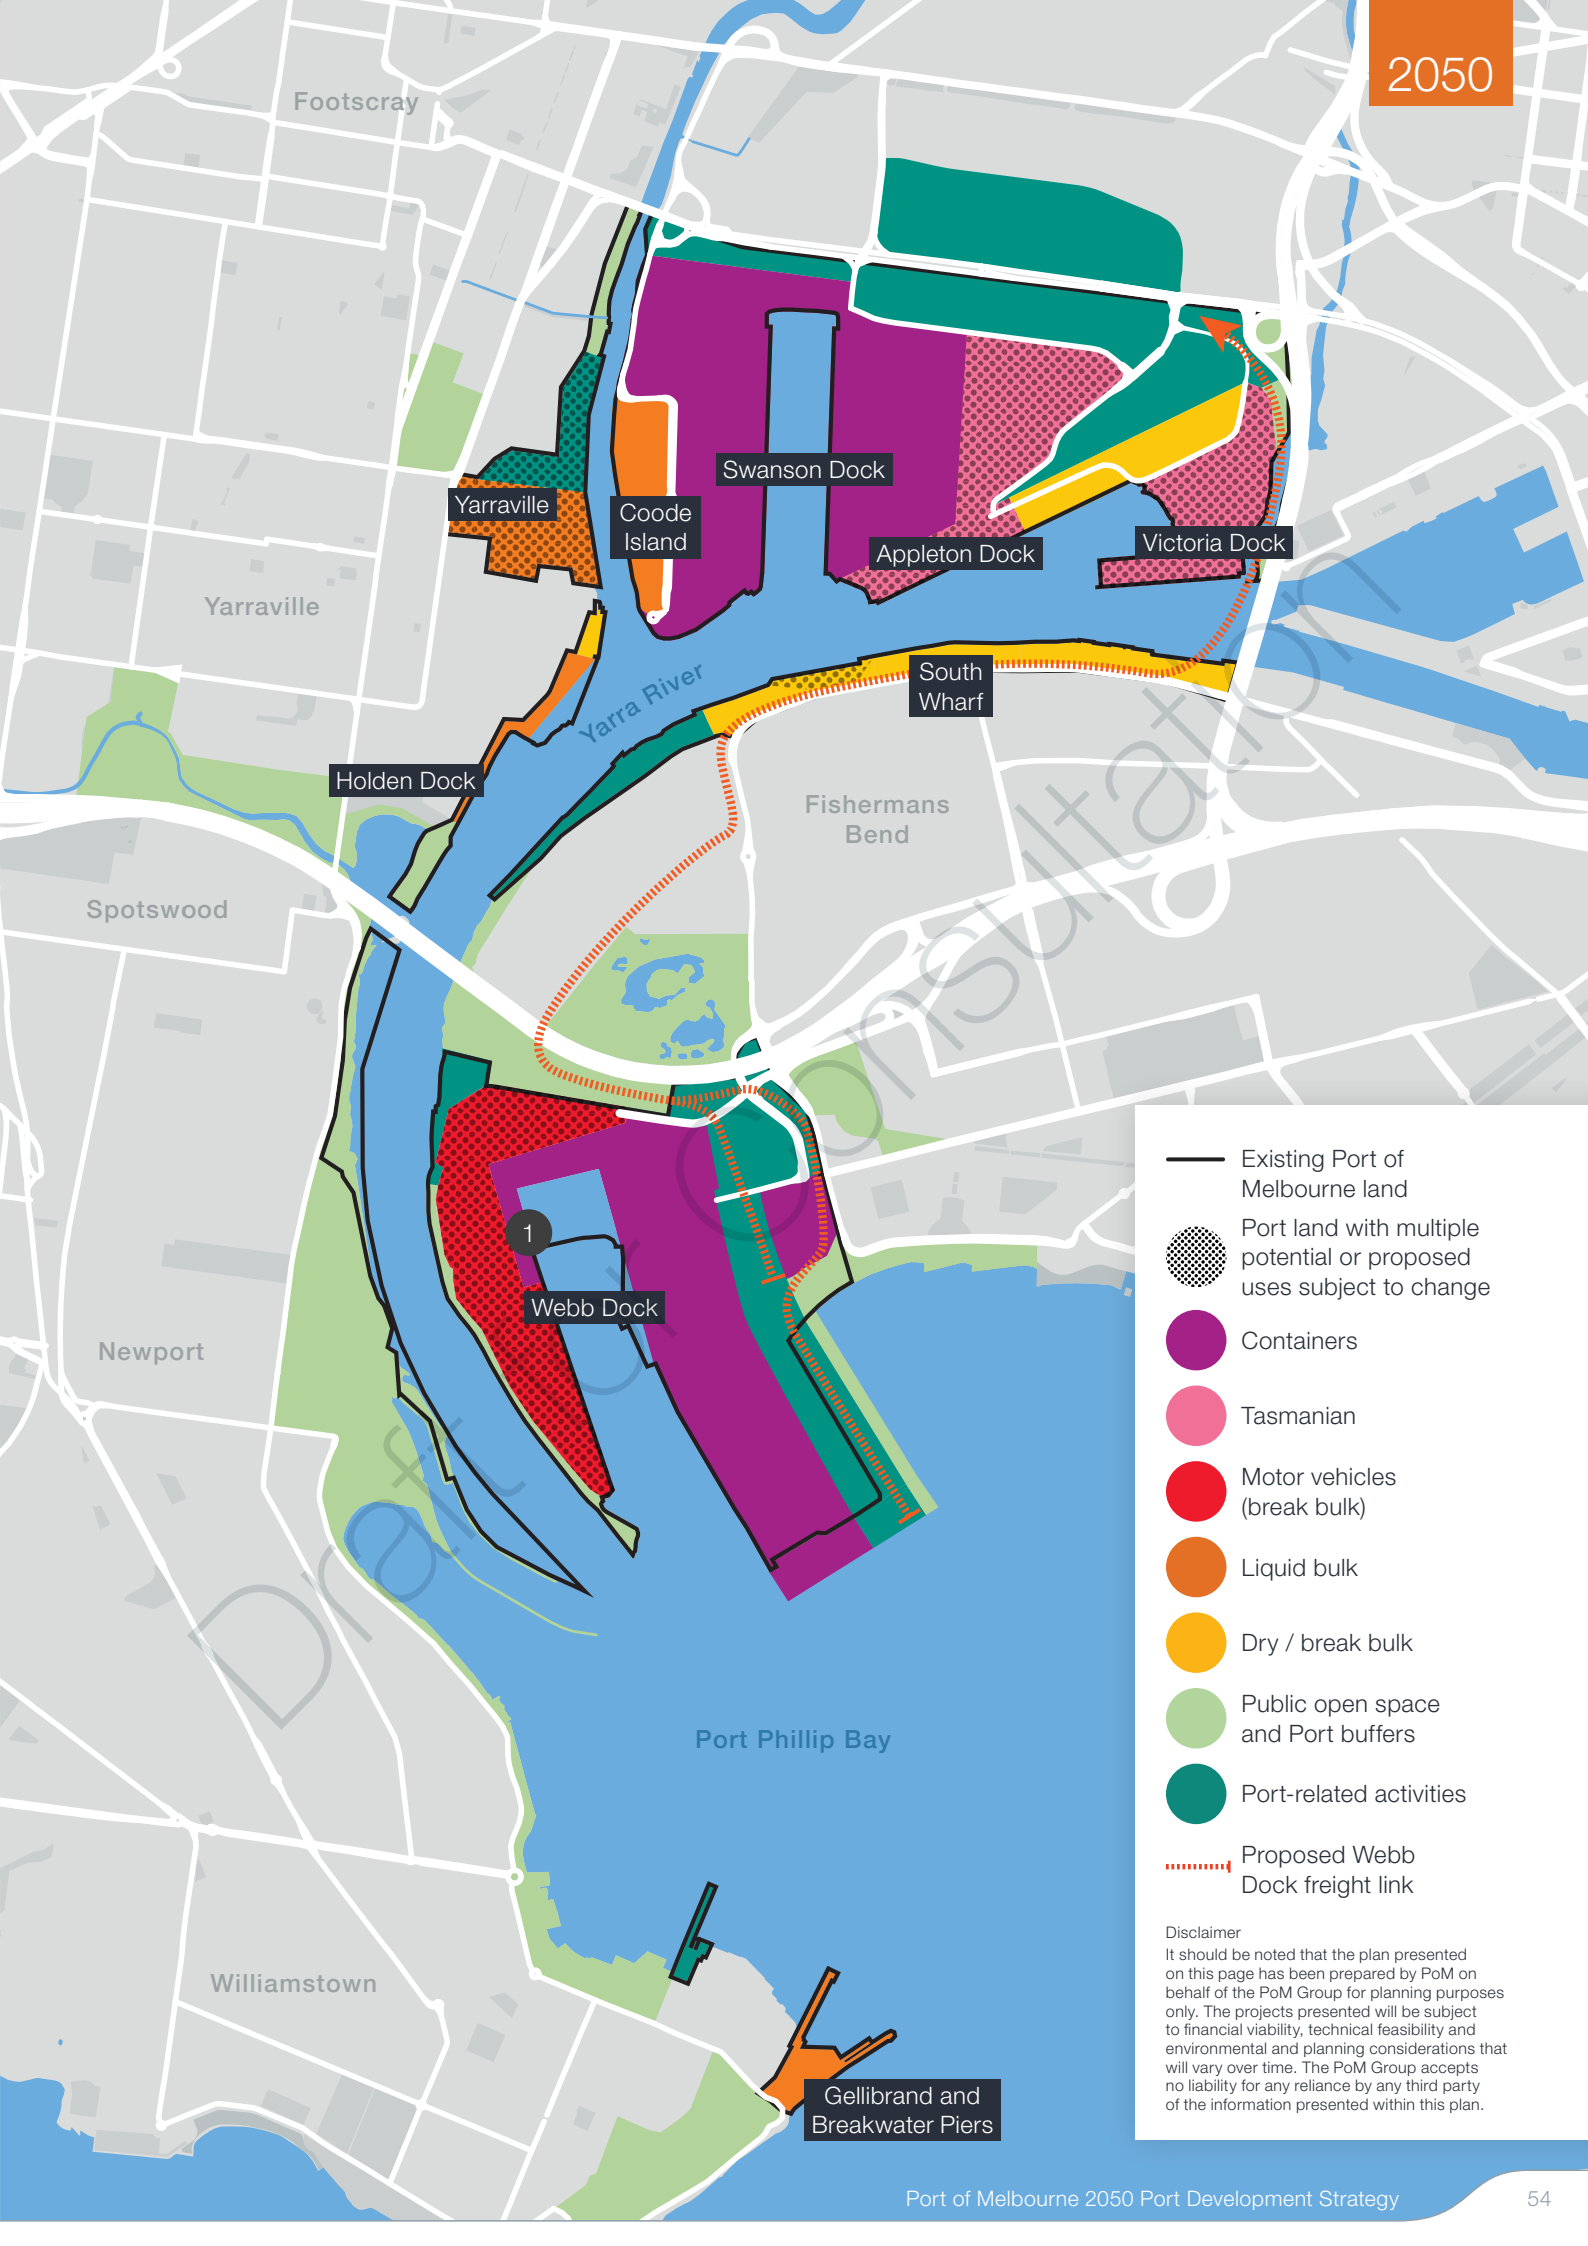 2050
Footscray
Swanson Dock
Yarraville
Coode
Island
Appleton Dock
Victoria Dock
Yarraville
Yarra River
South
Wharf
Holden Dock
Fishermans
Bend
Spotswood
1
Webb Dock
Newport
Draft for Consultation
Port Phillip Bay
Williamstown
Gellibrand and
Breakwater Piers
Existing Port of
Melbourne land
Port land with multiple
potential or proposed
uses subject to change
Containers
Tasmanian
Motor vehicles
(break bulk)
Liquid bulk
Dry / break bulk
Public open space
and Port buffers
Port-related activities
Proposed Webb
Dock freight link
Disclaimer
It should be noted that the plan presented
on this page has been prepared by PoM on
behalf of the PoM Group for planning purposes
only. The projects presented will be subject
to financial viability, technical feasibility and
environmental and planning considerations that
will vary over time. The PoM Group accepts
no liability for any reliance by any third party
of the information presented within this plan.
Port of Melbourne 2050 Port Development Strategy
54